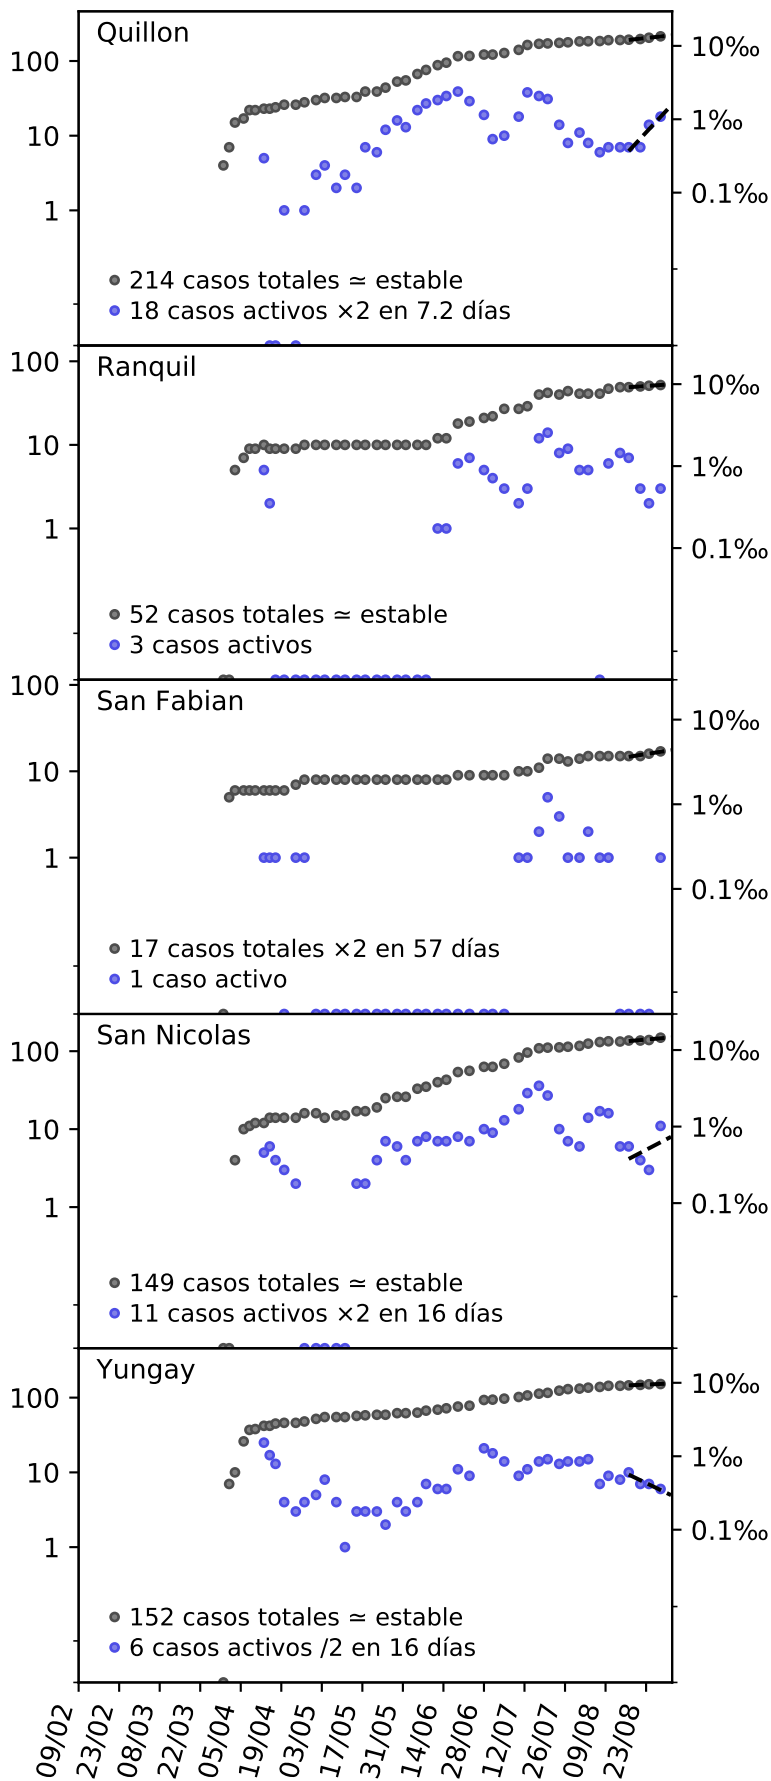 Quillon
100
10
1
10‰
1‰
0.1‰
214 casos totales ≃ estable
18 casos activos ×2 en 7.2 días
Ranquil
100
10
1
10‰
1‰
0.1‰
52 casos totales ≃ estable
3 casos activos
San Fabian
100
10
1
10‰
1‰
0.1‰
17 casos totales ×2 en 57 días
1 caso activo
San Nicolas
100
10
1
10‰
1‰
0.1‰
149 casos totales ≃ estable
11 casos activos ×2 en 16 días
Yungay
100
10
1
10‰
1‰
0.1‰
152 casos totales ≃ estable
6 casos activos /2 en 16 días
09/02 23/02 08/03 22/03 05/04 19/04 03/05 17/05 31/05 14/06 28/06 12/07 26/07 09/08 23/08